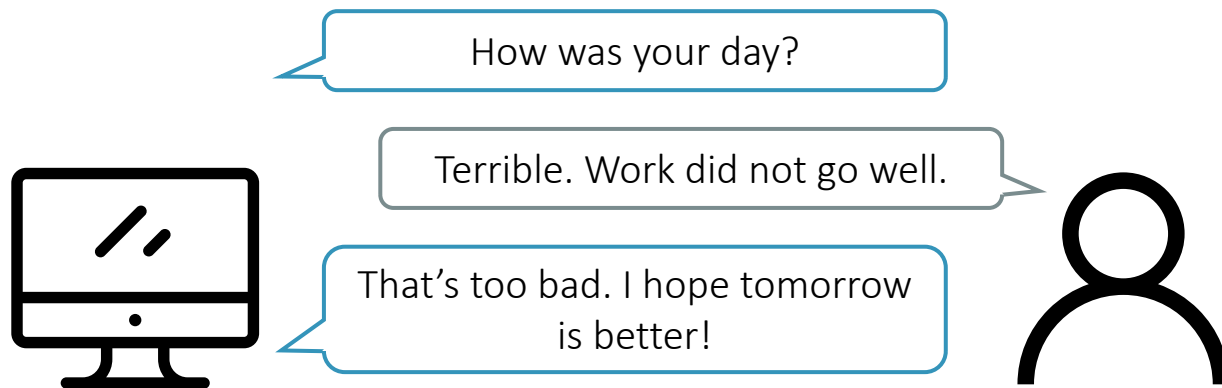 How was your day?
Terrible. Work did not go well.
That’s too bad. I hope tomorrow
is better!